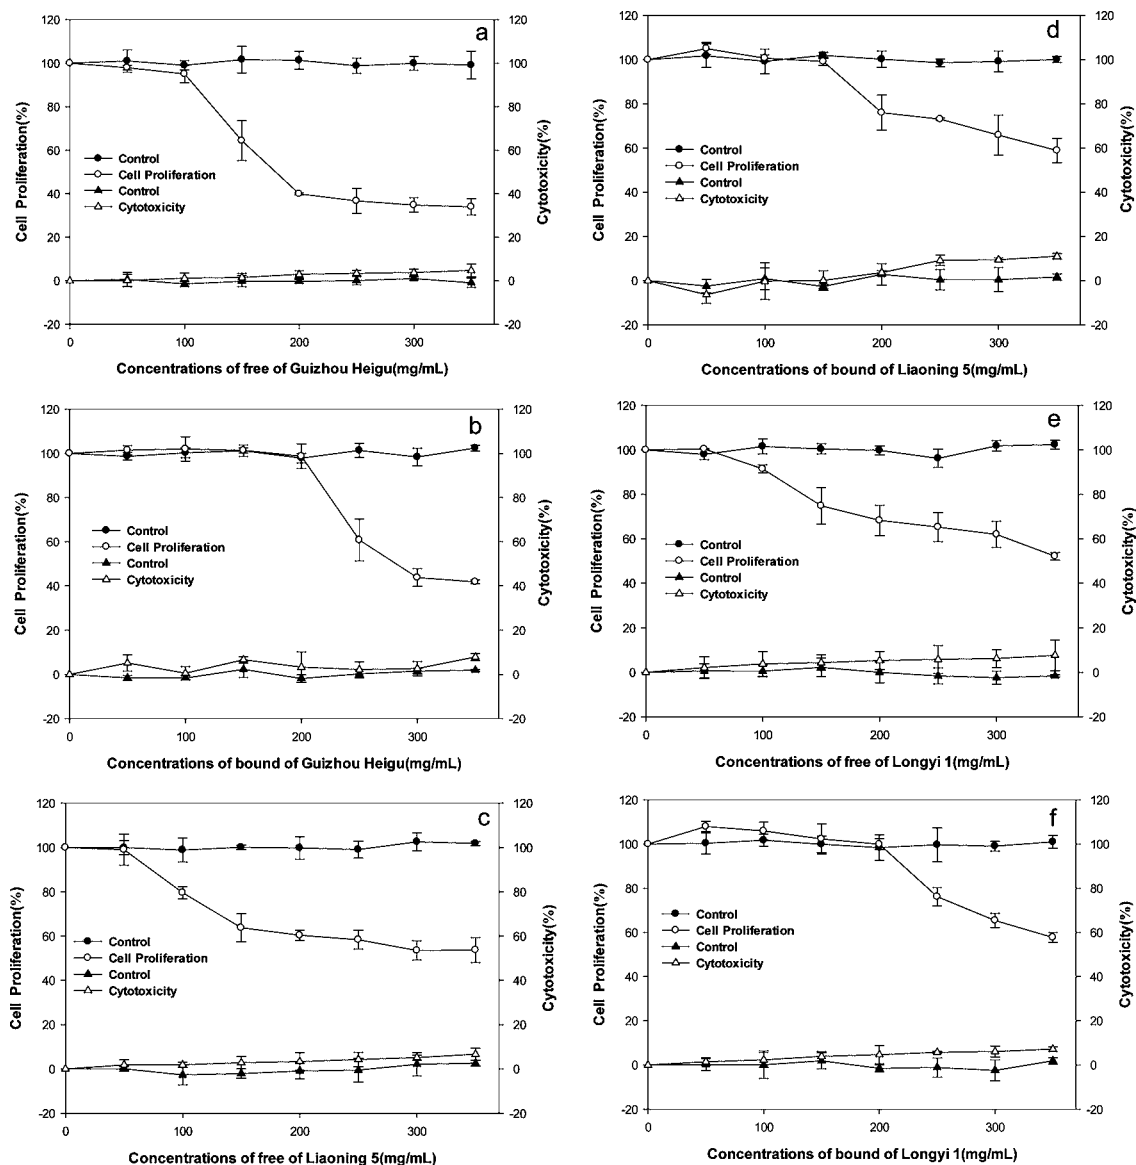 a
120
100
80
60
40
20
0
-20
120
100
80
60
40
20
0
-20
Cell Proliferation(%)
Cytotoxicity(%)
Control
Cell Proliferation
Control
Cytotoxicity
0 100 200 300
Concentrations of free of Guizhou Heigu(mg/mL)
b
120
100
80
60
40
20
0
-20
120
100
80
60
40
20
0
-20
Cell Proliferation(%)
Cytotoxicity(%)
Control
Cell Proliferation
Control
Cytotoxicity
0 100 200 300
Concentrations of bound of Guizhou Heigu(mg/mL)
c
120
100
80
60
40
20
0
-20
120
100
80
60
40
20
0
-20
Cell Proliferation(%)
Cytotoxicity(%)
Control
Cell Proliferation
Control
Cytotoxicity
0 100 200 300
Concentrations of free of Liaoning 5(mg/mL)
d
120
100
80
60
40
20
0
-20
120
100
80
60
40
20
0
-20
Cell Proliferation(%)
Cytotoxicity(%)
Control
Cell Proliferation
Control
Cytotoxicity
0 100 200 300
Concentrations of bound of Liaoning 5(mg/mL)
e
120
100
80
60
40
20
0
-20
120
100
80
60
40
20
0
-20
Cell Proliferation(%)
Cytotoxicity(%)
Control
Cell Proliferation
Control
Cytotoxicity
0 100 200 300
Concentrations of free of Longyi 1(mg/mL)
f
120
100
80
60
40
20
0
-20
120
100
80
60
40
20
0
-20
Cell Proliferation(%)
Cytotoxicity(%)
Control
Cell Proliferation
Control
Cytotoxicity
0 100 200 300
Concentrations of bound of Longyi 1(mg/mL)